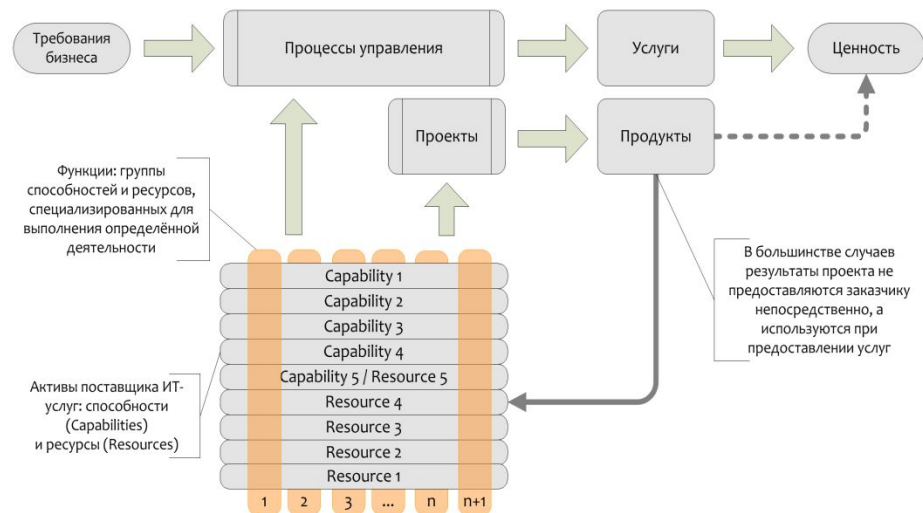 Требования
бизнеса
Процессы управления
Услуги
Ценность
Проекты
Продукты
Функции: группы
способностей и ресурсов,
специализированных для
выполнения определённой
деятельности
В большинстве случаев
результаты проекта не
предоставляются заказчику
непосредственно, а
используются при
предоставлении услуг
Активы поставщика ИТ-
услуг: способности
(Capabilities)
и ресурсы (Resources)
Capability 1
Capability 2
Capability 3
Capability 4
Capability 5 / Resource 5
Resource 4
Resource 3
Resource 2
Resource 1
1 2 3 ... n n+1